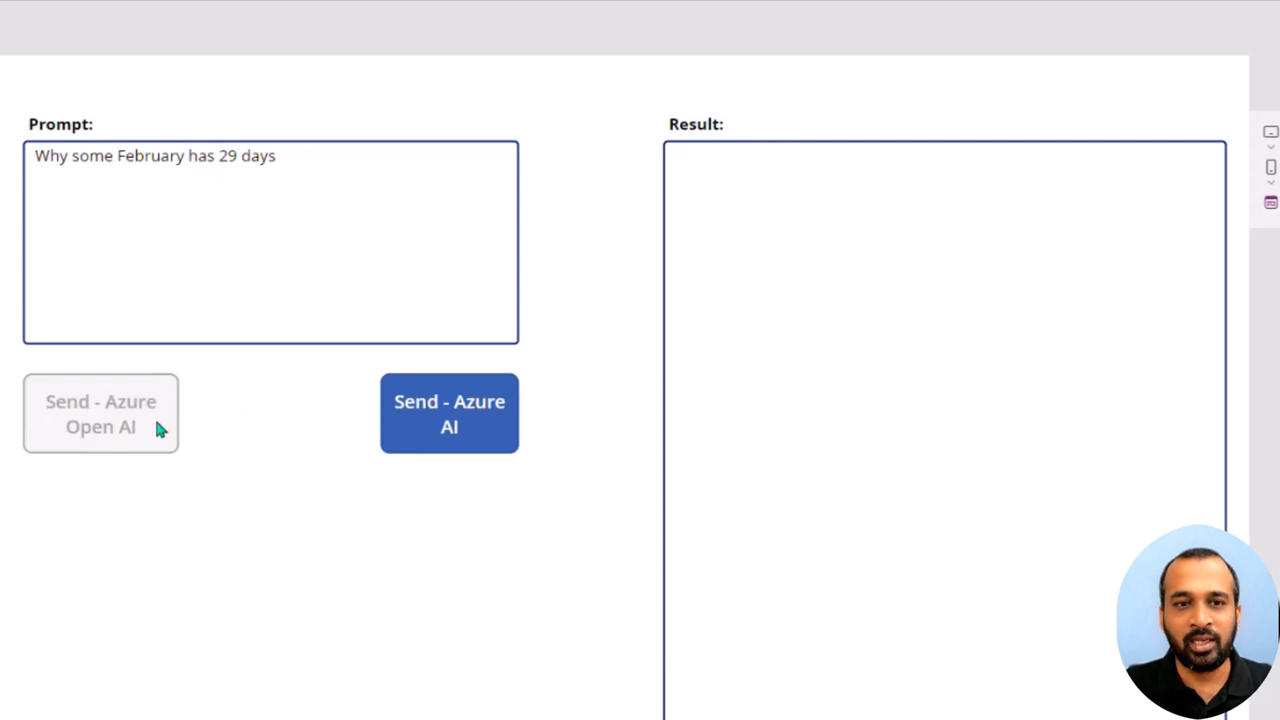 Prompt:
Why some February has 29 days
Send - Azure
Open AI
Send - Azure
AI
Result: